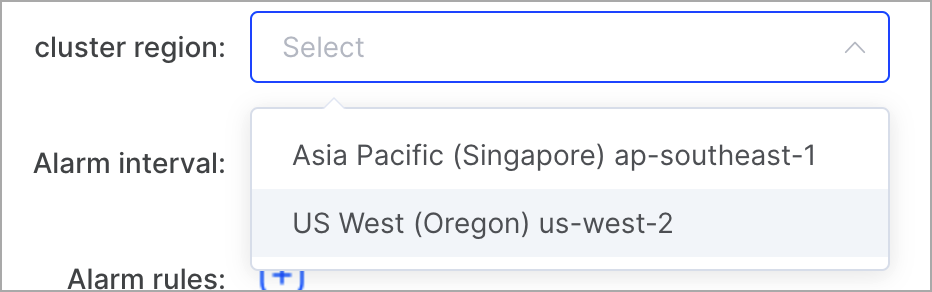 cluster region: Select
Asia Pacific (Singapore) ap-southeast-1
Alarm interval:
US West (Oregon) us-west-2
Alarm rules: